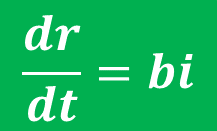 dr/dt = bi